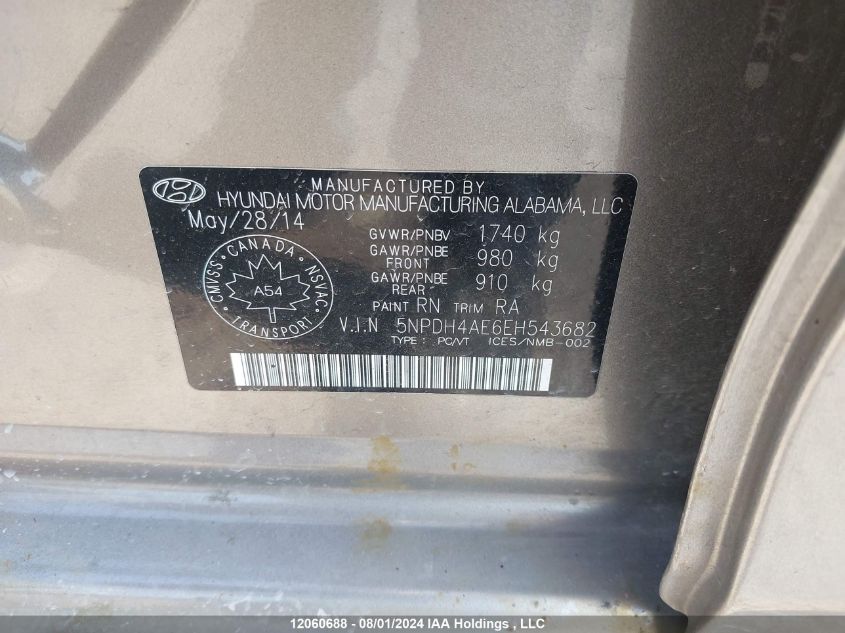 MANUFACTURED BY
HYUNDAI MOTOR MANUFACTURING ALABAMA, LLC
May/28/14
GVWR/PNBV 1740 kg
GAWR/PNBE FRONT 980 kg
GAWR/PNBE REAR 910 kg
CANADA
CMVSS NSVAC
A54
TRANSPORT
PAINT RN TRIM RA
V.I.N 5NPDH4AE6EH543682
TYPE: PC/VT ICES/NMB-002
12060688 - 08/01/2024 IAA Holdings , LLC